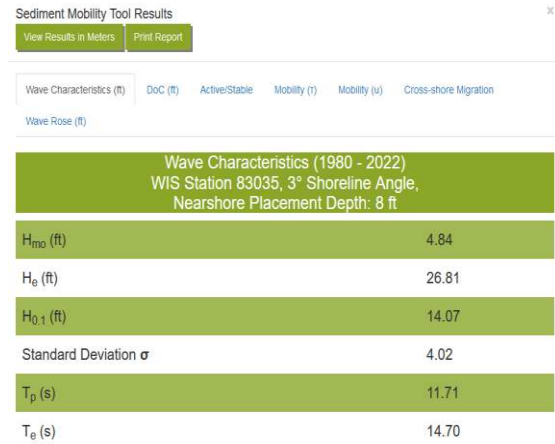 Sediment Mobility Tool Results
x
View Results in Meters Print Report
Wave Characteristics (ft) DoC (ft) Active/Stable Mobility (τ) Mobility (u) Cross-shore Migration
Wave Rose (ft)
Wave Characteristics (1980 - 2022)
WIS Station 83035, 3° Shoreline Angle,
Nearshore Placement Depth: 8 ft
Hmo (ft) 4.84
He (ft) 26.81
H0.1 (ft) 14.07
Standard Deviation σ 4.02
Tp (s) 11.71
Te (s) 14.70